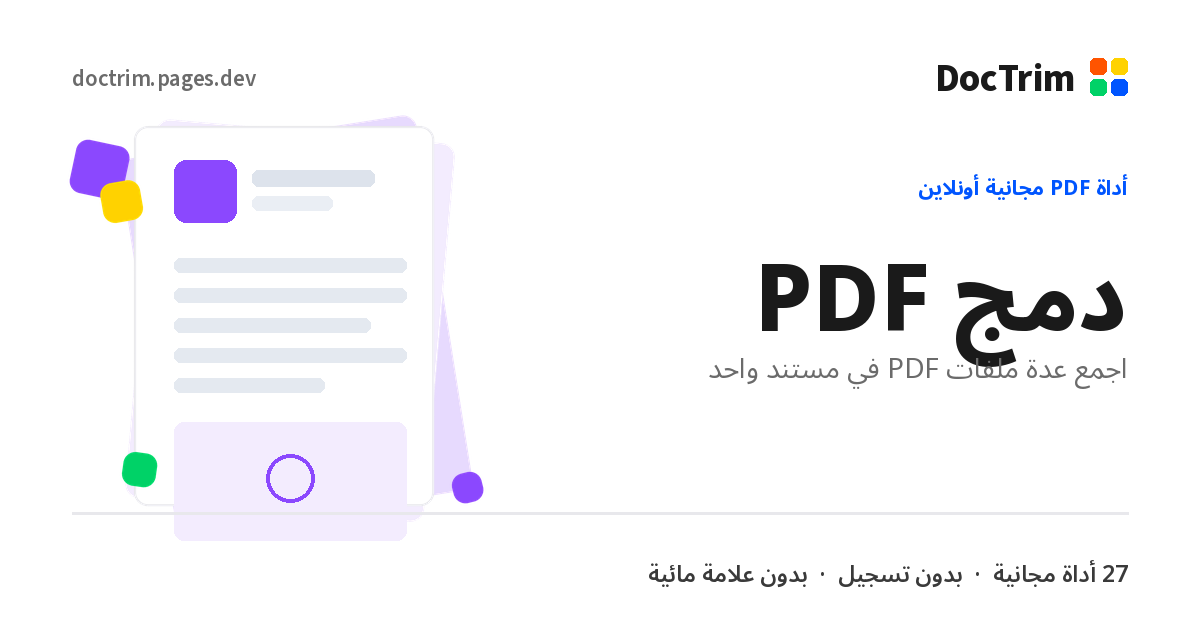 DocTrim
doctrim.pages.dev
أداة PDF مجانية أونلاين
دمج PDF
اجمع عدة ملفات PDF في مستند واحد
27 أداة مجانية · بدون تسجيل · بدون علامة مائية